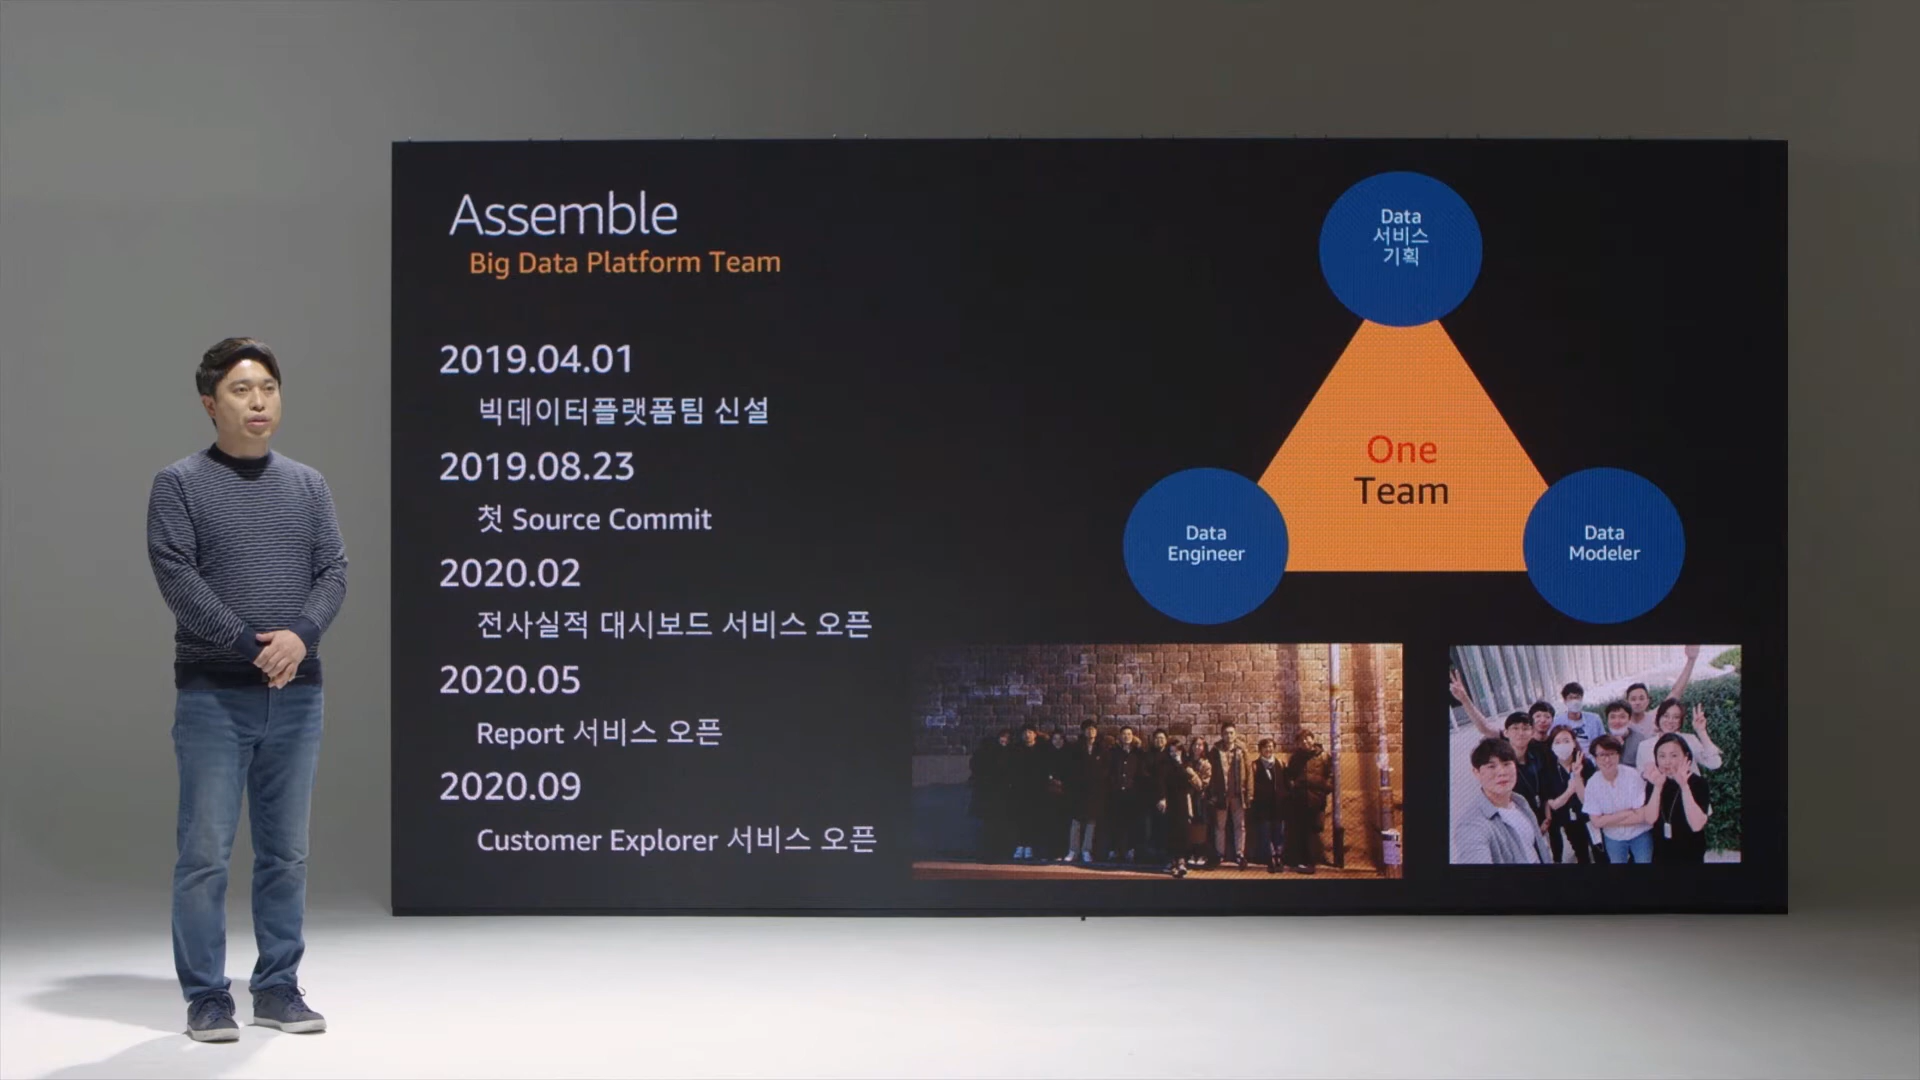 Assemble
Big Data Platform Team
2019.04.01
빅데이터플랫폼팀 신설
2019.08.23
첫 Source Commit
2020.02
전사실적 대시보드 서비스 오픈
2020.05
Report 서비스 오픈
2020.09
Customer Explorer 서비스 오픈
Data
서비스
기획
One
Team
Data
Engineer
Data
Modeler